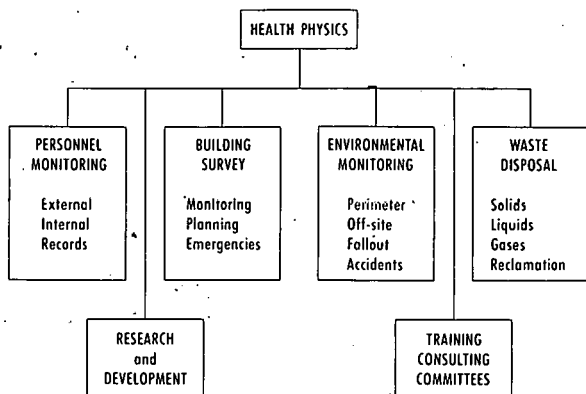 HEALTH PHYSICS
PERSONNEL
MONITORING
External
Internal
Records
BUILDING
SURVEY
Monitoring
Planning
Emergencies
ENVIRONMENTAL
MONITORING
Perimeter
Off-site
Fallout
Accidents
WASTE
DISPOSAL
Solids
Liquids
Gases
Reclamation
RESEARCH
and
DEVELOPMENT
TRAINING
CONSULTING
COMMITTEES